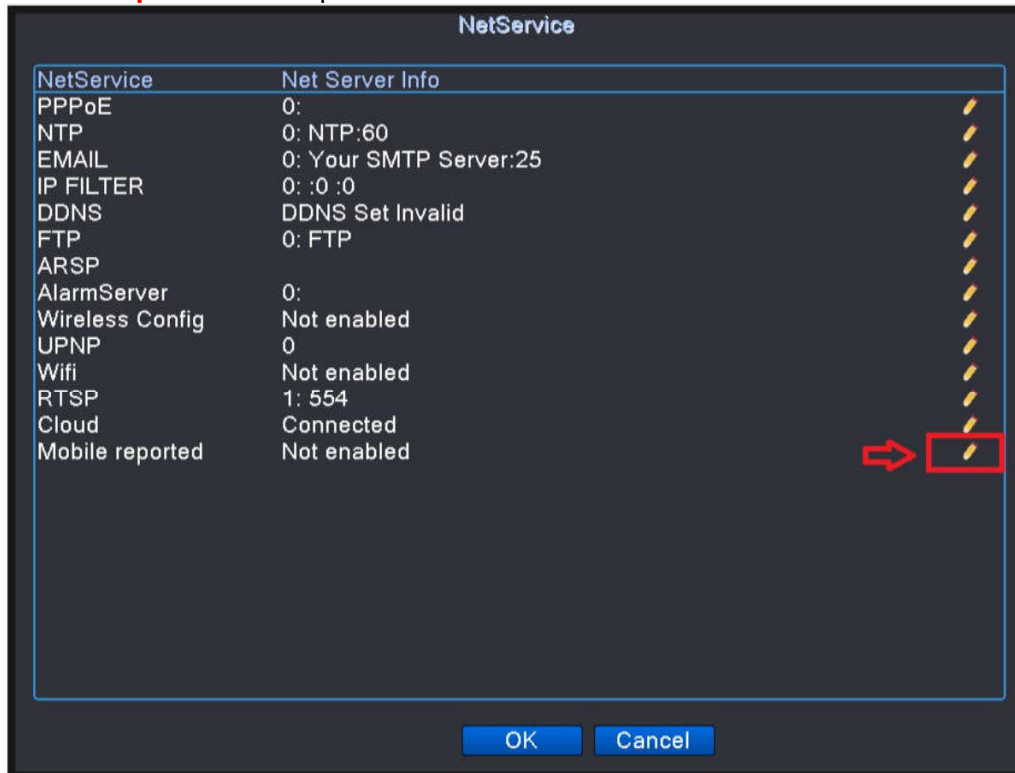 NetService
NetService Net Server Info
PPPoE 0:
NTP 0: NTP:60
EMAIL 0: Your SMTP Server:25
IP FILTER 0: :0 :0
DDNS DDNS Set Invalid
FTP 0: FTP
ARSP
AlarmServer 0:
Wireless Config Not enabled
UPNP 0
Wifi Not enabled
RTSP 1: 554
Cloud Connected
Mobile reported Not enabled
OK Cancel